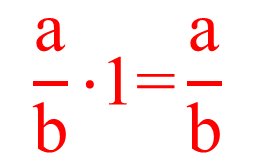 a/b · 1 = a/b